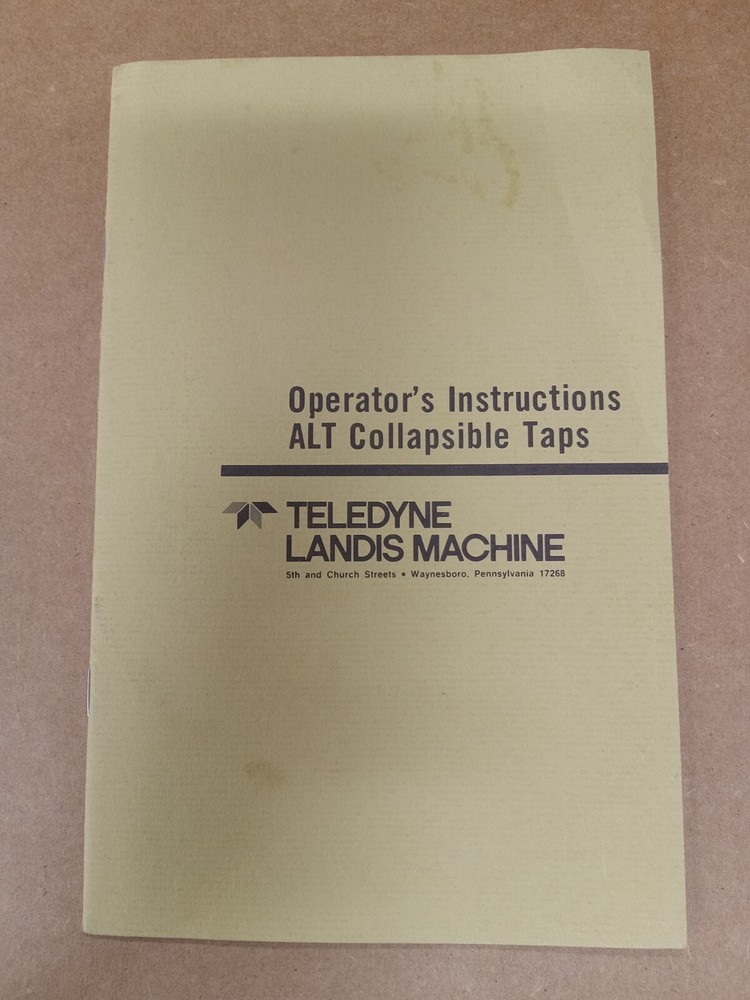 Operator's Instructions
ALT Collapsible Taps
TELEDYNE
LANDIS MACHINE
5th and Church Streets ▪ Waynesboro, Pennsylvania 17268